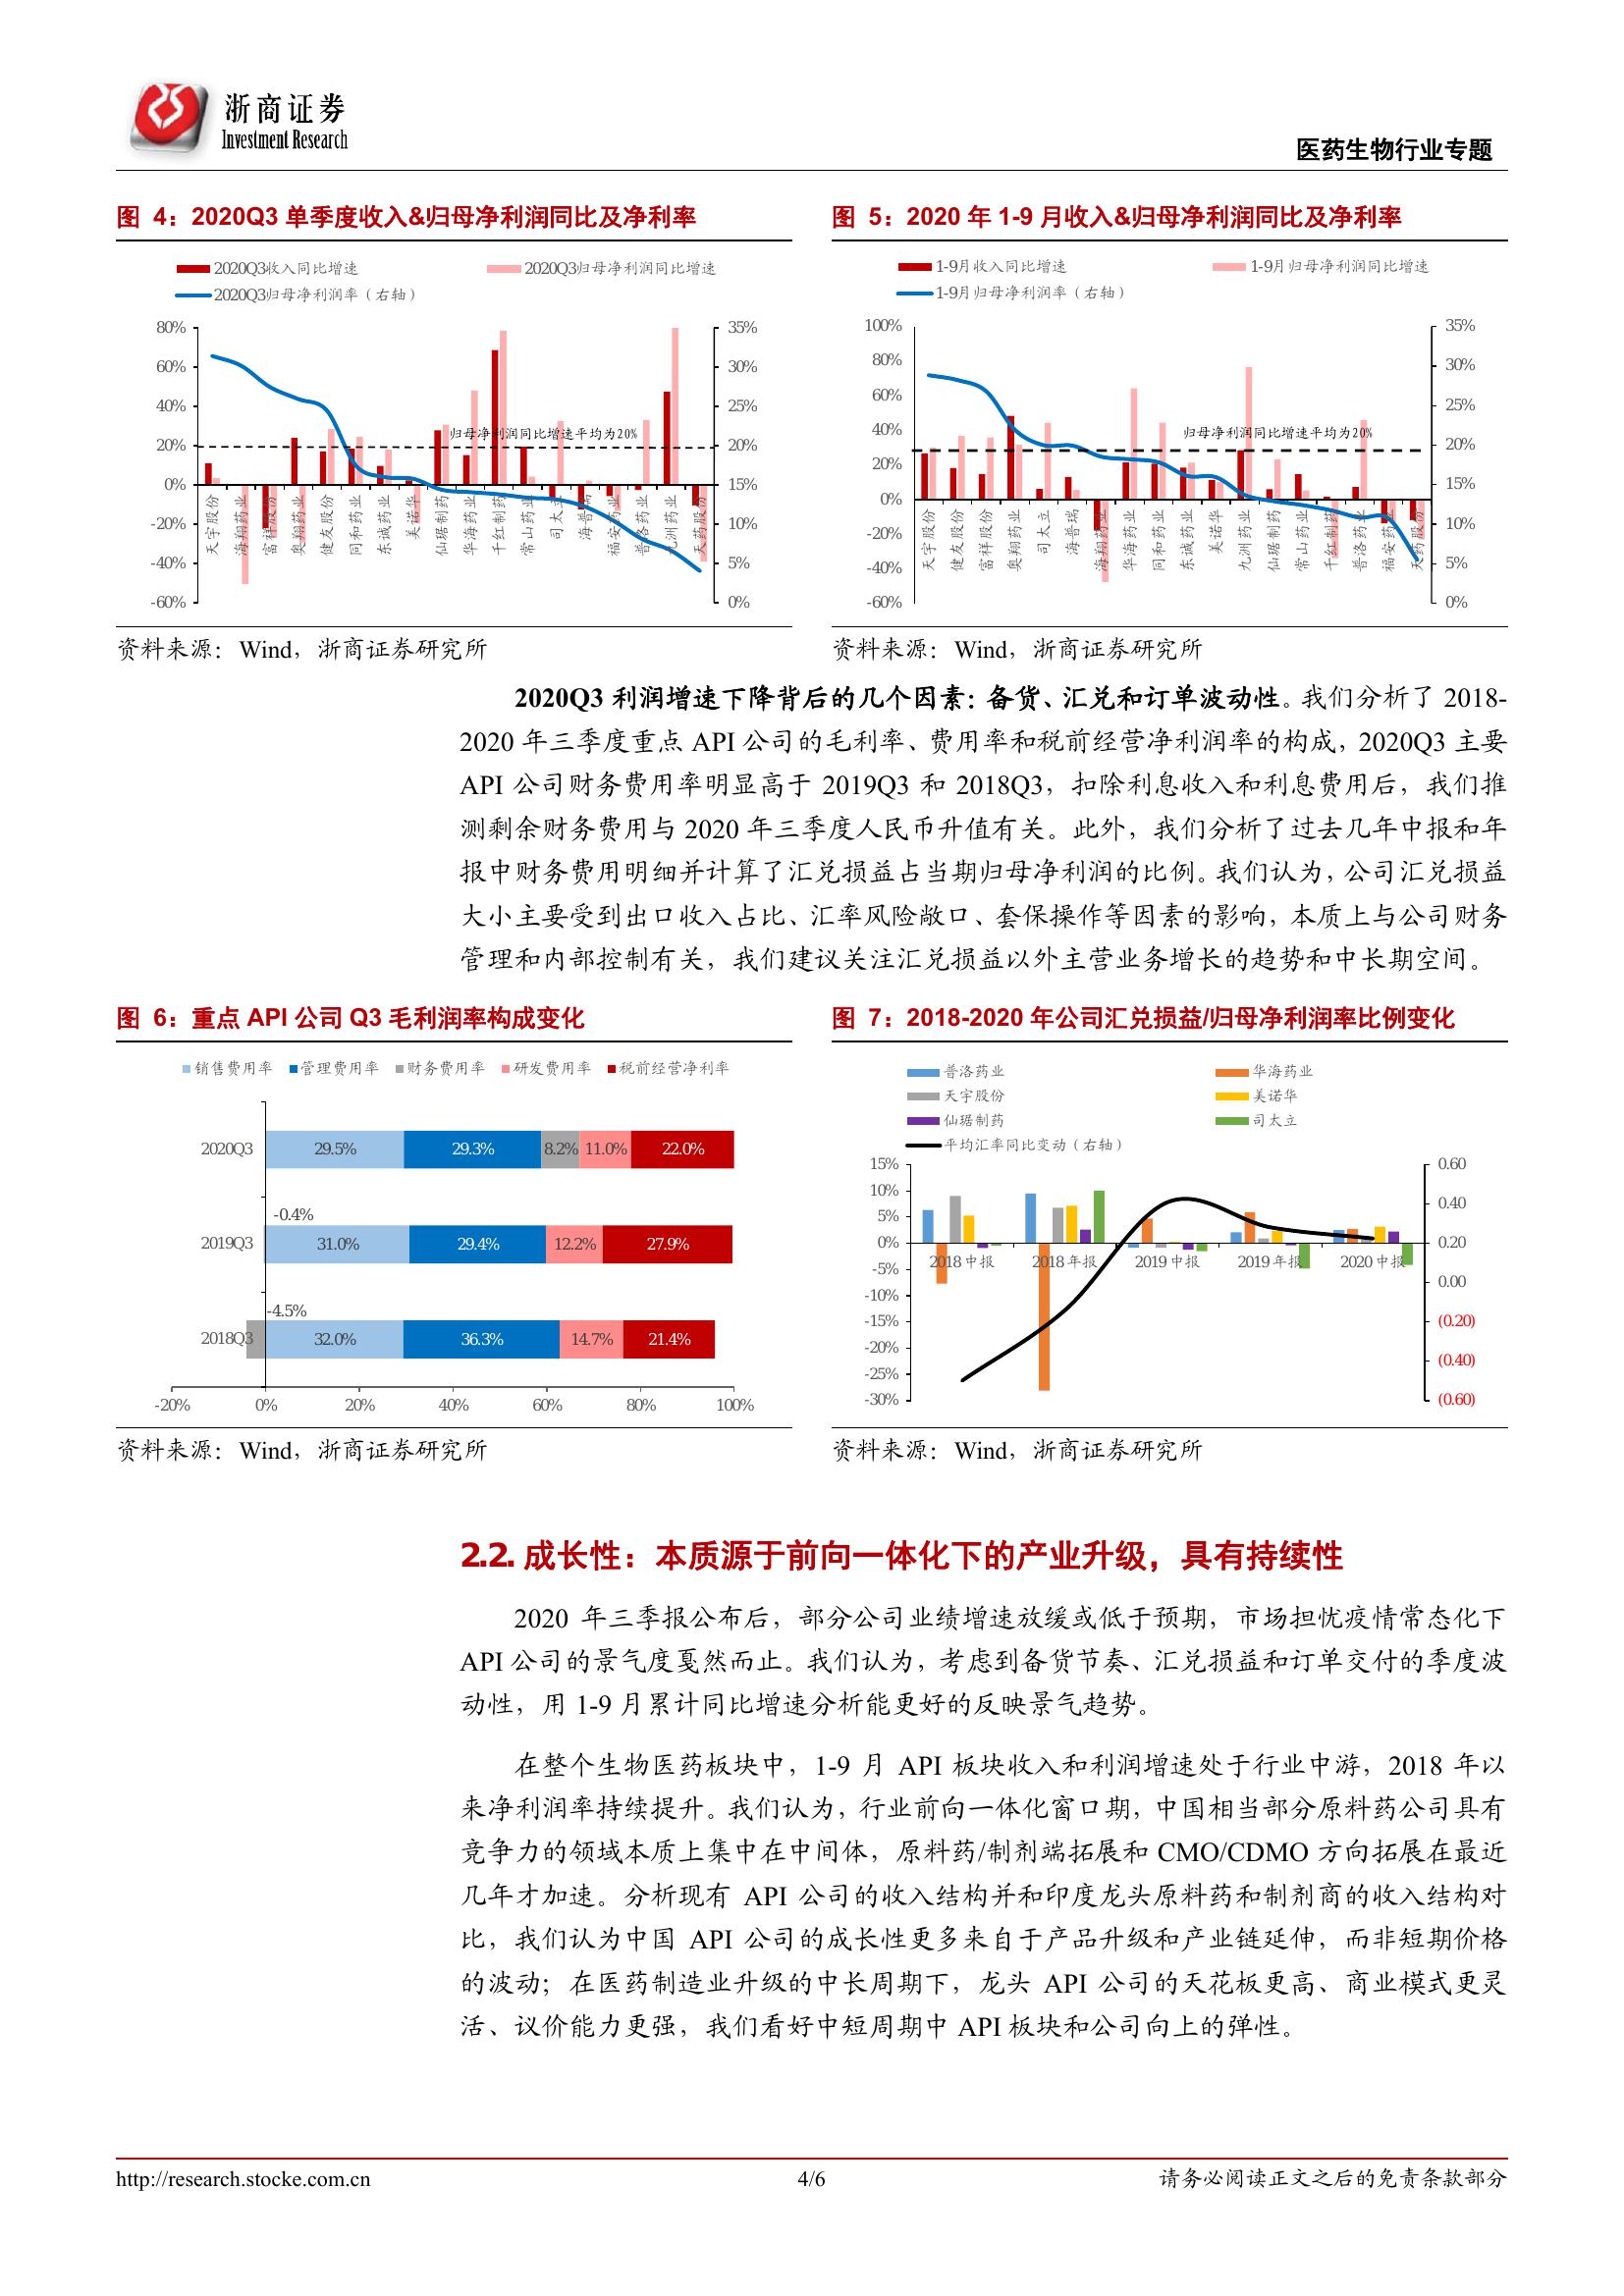 浙商证券
Investment Research
医药生物行业专题
图 4：2020Q3 单季度收入&归母净利润同比及净利率
2020Q3收入同比增速
2020Q3归母净利润同比增速
2020Q3归母净利润率（右轴）
80%
60%
40%
20%
0%
-20%
-40%
-60%
35%
30%
25%
20%
15%
10%
5%
0%
归母净利润同比增速平均为20%
天宇股份
海翔药业
富祥股份
奥翔药业
健友股份
同和药业
东诚药业
美诺华
仙琚制药
华海药业
千红制药
常山药业
司太立
海普瑞
福安药业
普洛药业
九洲药业
天药股份
资料来源：Wind，浙商证券研究所
图 5：2020 年 1-9 月收入&归母净利润同比及净利率
1-9月收入同比增速
1-9月归母净利润同比增速
1-9月归母净利润率（右轴）
100%
80%
60%
40%
20%
0%
-20%
-40%
-60%
35%
30%
25%
20%
15%
10%
5%
0%
归母净利润同比增速平均为20%
天宇股份
健友股份
富祥股份
奥翔药业
司太立
海普瑞
海翔药业
华海药业
同和药业
东诚药业
美诺华
九洲药业
仙琚制药
常山药业
千红制药
普洛药业
福安药业
天药股份
资料来源：Wind，浙商证券研究所
2020Q3 利润增速下降背后的几个因素：备货、汇兑和订单波动性。我们分析了 2018-
2020 年三季度重点 API 公司的毛利率、费用率和税前经营净利润率的构成，2020Q3 主要
API 公司财务费用率明显高于 2019Q3 和 2018Q3，扣除利息收入和利息费用后，我们推
测剩余财务费用与 2020 年三季度人民币升值有关。此外，我们分析了过去几年中报和年
报中财务费用明细并计算了汇兑损益占当期归母净利润的比例。我们认为，公司汇兑损益
大小主要受到出口收入占比、汇率风险敞口、套保操作等因素的影响，本质上与公司财务
管理和内部控制有关，我们建议关注汇兑损益以外主营业务增长的趋势和中长期空间。
图 6：重点 API 公司 Q3 毛利润率构成变化
销售费用率 管理费用率 财务费用率 研发费用率 税前经营净利率
2020Q3 29.5% 29.3% 8.2% 11.0% 22.0%
-0.4%
2019Q3 31.0% 29.4% 12.2% 27.9%
-4.5%
2018Q3 32.0% 36.3% 14.7% 21.4%
-20% 0% 20% 40% 60% 80% 100%
资料来源：Wind，浙商证券研究所
图 7：2018-2020 年公司汇兑损益/归母净利润率比例变化
普洛药业 华海药业
天宇股份 美诺华
仙琚制药 司太立
平均汇率同比变动（右轴）
15%
10%
5%
0%
-5%
-10%
-15%
-20%
-25%
-30%
0.60
0.40
0.20
0.00
(0.20)
(0.40)
(0.60)
2018 中报 2018 年报 2019 中报 2019 年报 2020 中报
资料来源：Wind，浙商证券研究所
2.2. 成长性：本质源于前向一体化下的产业升级，具有持续性
2020 年三季报公布后，部分公司业绩增速放缓或低于预期，市场担忧疫情常态化下
API 公司的景气度戛然而止。我们认为，考虑到备货节奏、汇兑损益和订单交付的季度波
动性，用 1-9 月累计同比增速分析能更好的反映景气趋势。
在整个生物医药板块中，1-9 月 API 板块收入和利润增速处于行业中游，2018 年以
来净利润率持续提升。我们认为，行业前向一体化窗口期，中国相当部分原料药公司具有
竞争力的领域本质上集中在中间体，原料药/制剂端拓展和 CMO/CDMO 方向拓展在最近
几年才加速。分析现有 API 公司的收入结构并和印度龙头原料药和制剂商的收入结构对
比，我们认为中国 API 公司的成长性更多来自于产品升级和产业链延伸，而非短期价格
的波动；在医药制造业升级的中长周期下，龙头 API 公司的天花板更高、商业模式更灵
活、议价能力更强，我们看好中短周期中 API 板块和公司向上的弹性。
http://research.stocke.com.cn
4/6
请务必阅读正文之后的免责条款部分